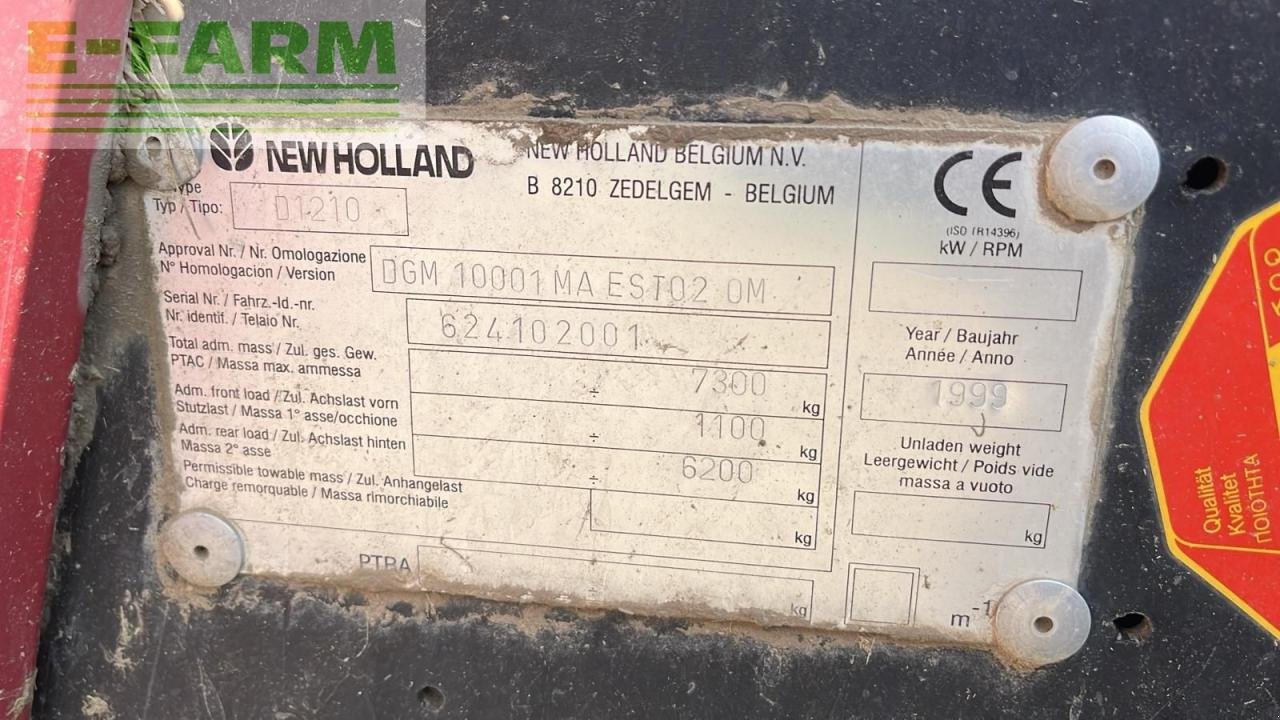 E-FARM
NEW HOLLAND
NEW HOLLAND BELGIUM N.V.
B 8210 ZEDELGEM - BELGIUM
CE
(ISO TR14396)
kW / RPM
Type
Typ / Tipo: D1210
Approval Nr. / Nr. Omologazione
N° Homologación / Version
DGM 10001 MA EST02 0M
Serial Nr. / Fahrz.-Id.-nr.
Nr. identif. / Telaio Nr.
624102001
Total adm. mass / Zul. ges. Gew.
PTAC / Massa max. ammessa
÷ 7300 kg
Adm. front load / Zul. Achslast vorn
Stutzlast / Massa 1° asse/occhione
÷ 1100 kg
Adm. rear load / Zul. Achslast hinten
Massa 2° asse
÷ 6200 kg
Permissible towable mass / Zul. Anhangelast
Charge remorquable / Massa rimorchiabile
kg
PTRA kg
Year / Baujahr
Année / Anno
1999
Unladen weight
Leergewicht / Poids vide
massa a vuoto
kg
m-1
Qualität
Kvalitet
ΠΟΙΟΤΗΤΑ